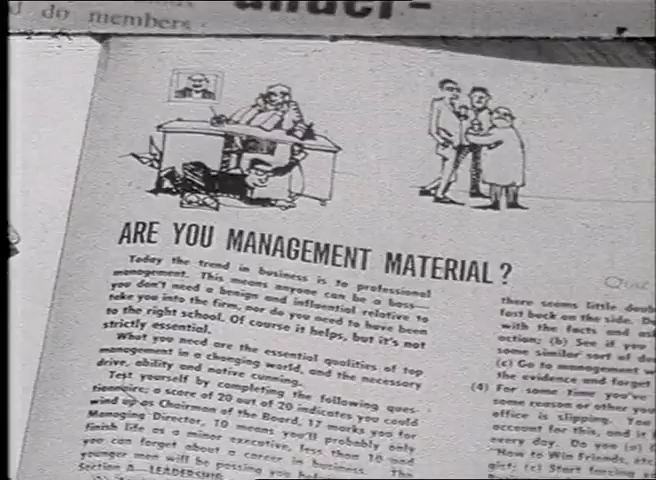 do members
under-
ARE YOU MANAGEMENT MATERIAL?
Quiz
Today the trend in business is to professional
management. This means anyone can be a boss—
you don't need a benign and influential relative to
take you into the firm, nor do you need to have been
to the right school. Of course it helps, but it's not
strictly essential.
What you need are the essential qualities of top
management in a changing world, and the necessary
drive, ability and native cunning.
Test yourself by completing the following ques-
tionnaire; a score of 20 out of 20 indicates you could
wind up as Chairman of the Board, 17 marks you for
Managing Director, 10 means you'll probably only
finish life as a minor executive, less than 10 and
you can forget about a career in business. The
younger men will be passing you
Section A—LEADERSHIP
there seems little
fast back on the side.
with the facts and
action; (b) See if you
some similar sort of
(c) Go to management
the evidence and forget
(4) For some time you've
some reason or other you
office is slipping. You
account for this, and
every day. Do you (a)
"How to Win Friends, etc
(c) Start